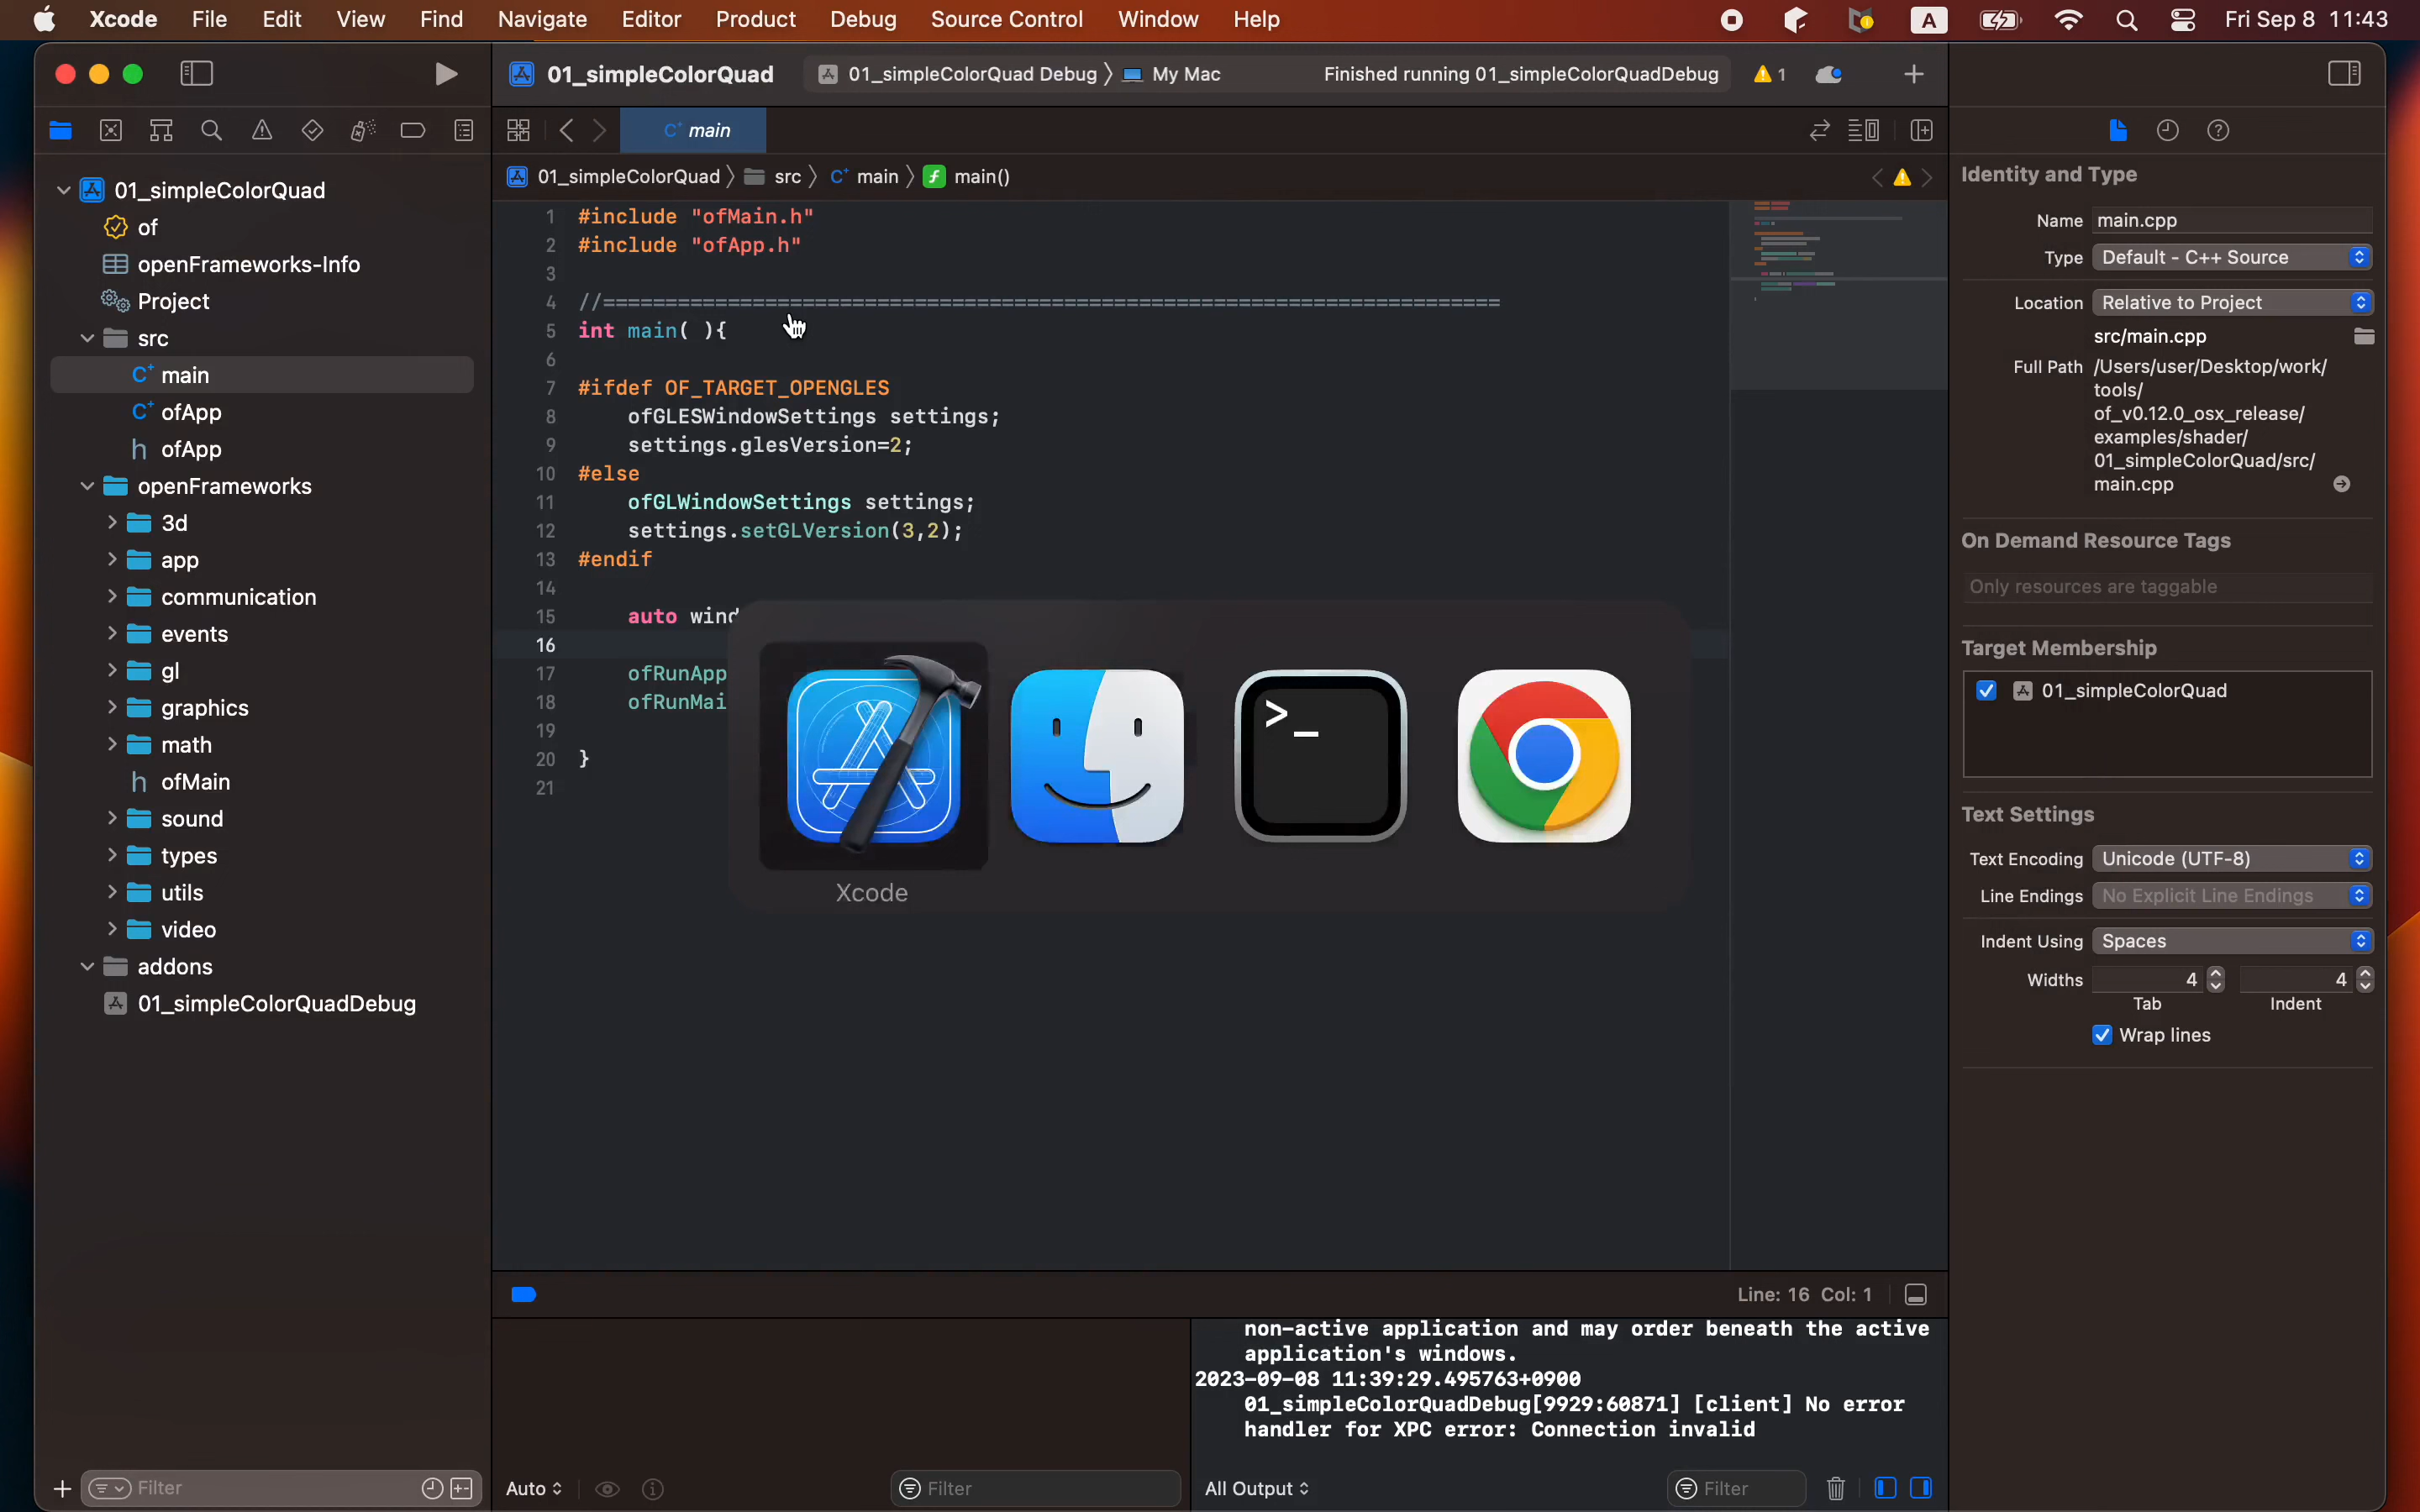 Xcode File Edit View Find Navigate Editor Product Debug Source Control Window Help A Fri Sep 8 11:43
01_simpleColorQuad 01_simpleColorQuad Debug 〉 My Mac Finished running 01_simpleColorQuadDebug 1
main
01_simpleColorQuad 〉 src 〉 main 〉 main()
01_simpleColorQuad
of
openFrameworks-Info
Project
src
main
ofApp
h ofApp
openFrameworks
3d
app
communication
events
gl
graphics
math
h ofMain
sound
types
utils
video
addons
01_simpleColorQuadDebug
Filter
1 #include "ofMain.h"
2 #include "ofApp.h"
3
4 //========================================================================
5 int main( ){
6
7 #ifdef OF_TARGET_OPENGLES
8 ofGLESWindowSettings settings;
9 settings.glesVersion=2;
10 #else
11 ofGLWindowSettings settings;
12 settings.setGLVersion(3,2);
13 #endif
14
15 auto wind
16
17 ofRunApp
18 ofRunMai
19
20 }
21
Xcode
Line: 16 Col: 1
non-active application and may order beneath the active
application's windows.
2023-09-08 11:39:29.495763+0900
01_simpleColorQuadDebug[9929:60871] [client] No error
handler for XPC error: Connection invalid
Auto Filter All Output Filter
Identity and Type
Name main.cpp
Type Default - C++ Source
Location Relative to Project
src/main.cpp
Full Path /Users/user/Desktop/work/
tools/
of_v0.12.0_osx_release/
examples/shader/
01_simpleColorQuad/src/
main.cpp
On Demand Resource Tags
Only resources are taggable
Target Membership
01_simpleColorQuad
Text Settings
Text Encoding Unicode (UTF-8)
Line Endings No Explicit Line Endings
Indent Using Spaces
Widths 4 4
Tab Indent
Wrap lines